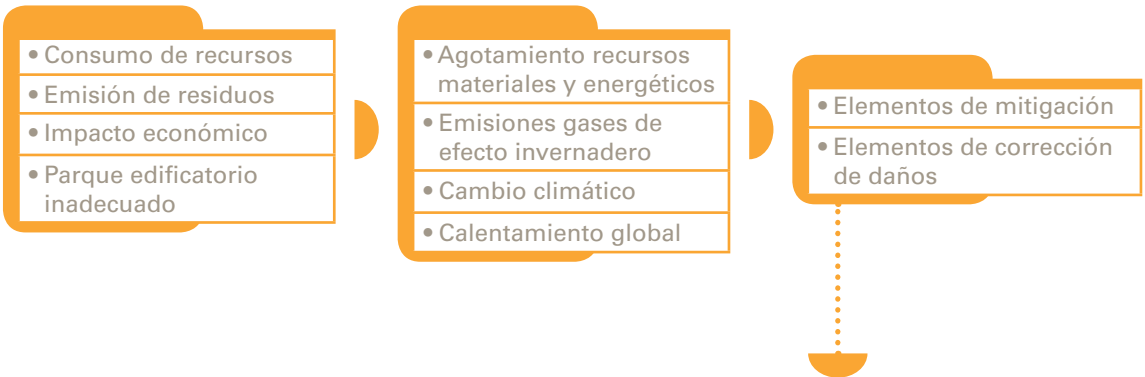 • Consumo de recursos
• Emisión de residuos
• Impacto económico
• Parque edificatorio
inadecuado
• Agotamiento recursos
materiales y energéticos
• Emisiones gases de
efecto invernadero
• Cambio climático
• Calentamiento global
• Elementos de mitigación
• Elementos de corrección
de daños